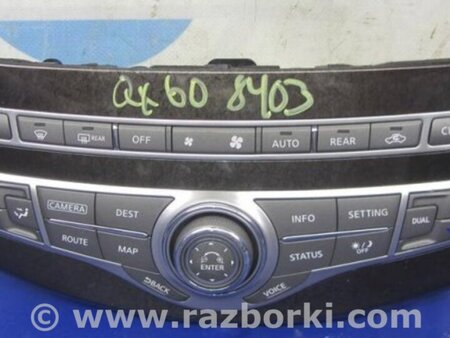 QX60 8403
REAR OFF AUTO REAR
CAMERA DEST INFO SETTING DUAL
ROUTE MAP ENTER STATUS OFF
BACK VOICE
www.razborki.com